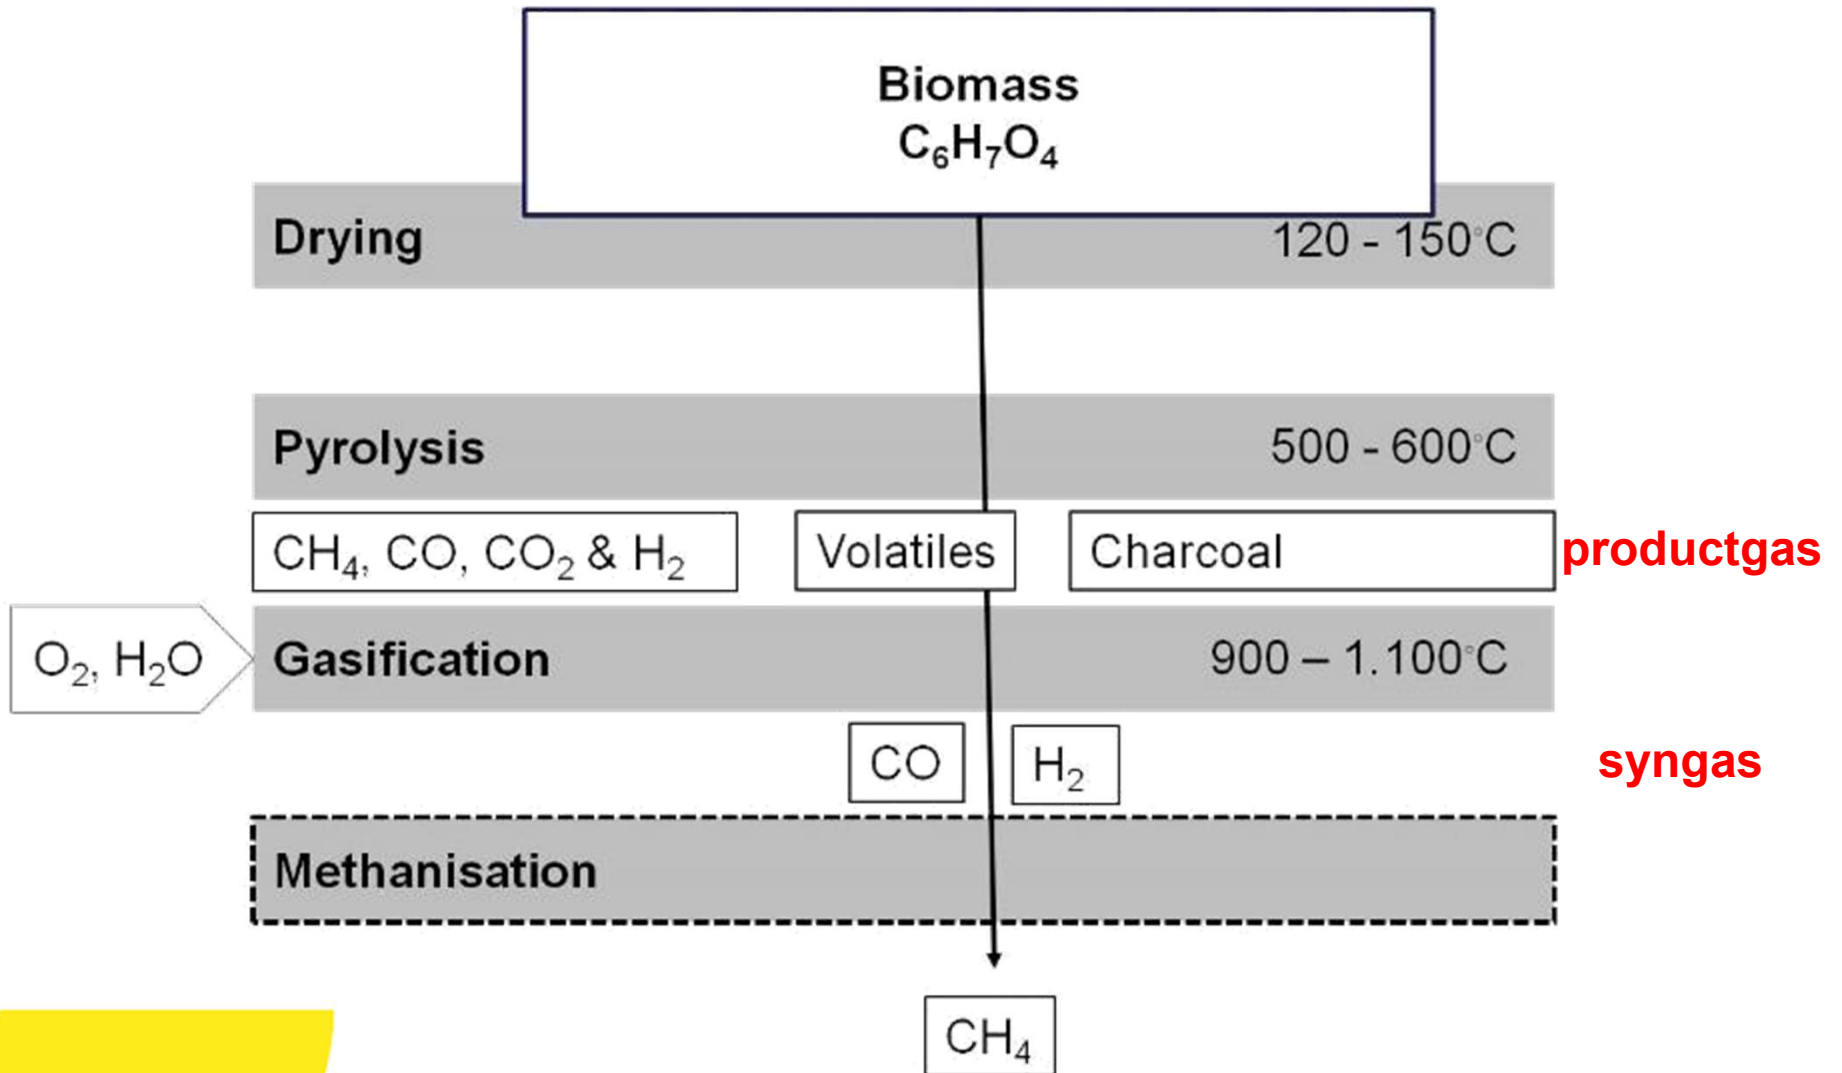 Biomass
C₆H₇O₄
Drying 120 - 150°C
Pyrolysis 500 - 600°C
CH₄, CO, CO₂ & H₂ Volatiles Charcoal productgas
O₂, H₂O Gasification 900 – 1.100°C
CO H₂ syngas
Methanisation
CH₄